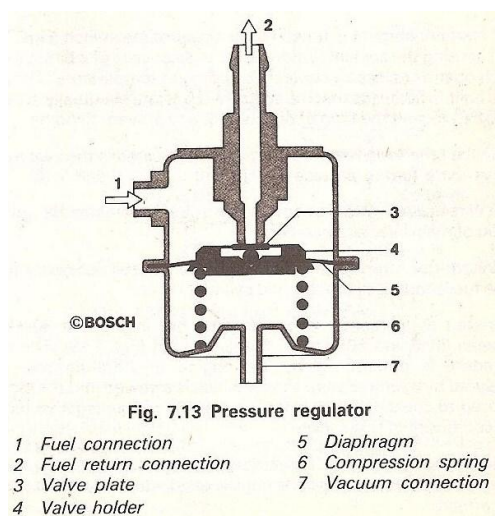 2
1
3
4
5
6
7
©BOSCH
Fig. 7.13 Pressure regulator
1 Fuel connection
2 Fuel return connection
3 Valve plate
4 Valve holder
5 Diaphragm
6 Compression spring
7 Vacuum connection